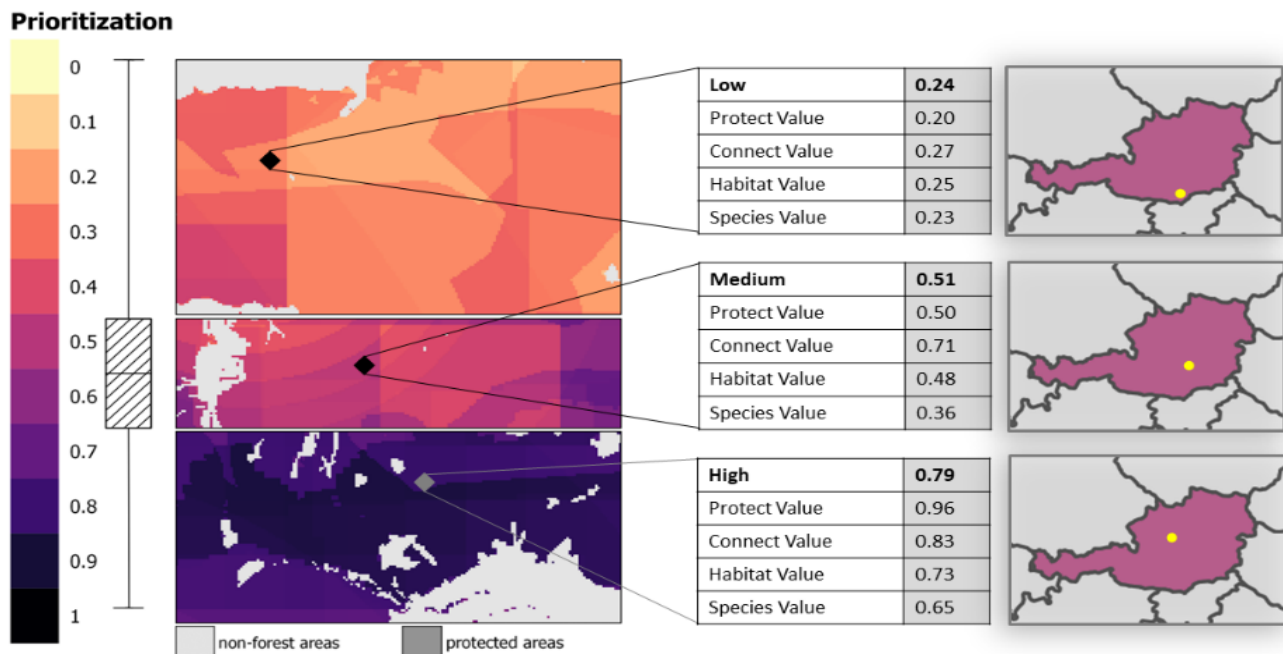 Prioritization
0
0.1
0.2
0.3
0.4
0.5
0.6
0.7
0.8
0.9
1
Low 0.24
Protect Value 0.20
Connect Value 0.27
Habitat Value 0.25
Species Value 0.23
Medium 0.51
Protect Value 0.50
Connect Value 0.71
Habitat Value 0.48
Species Value 0.36
High 0.79
Protect Value 0.96
Connect Value 0.83
Habitat Value 0.73
Species Value 0.65
non-forest areas
protected areas